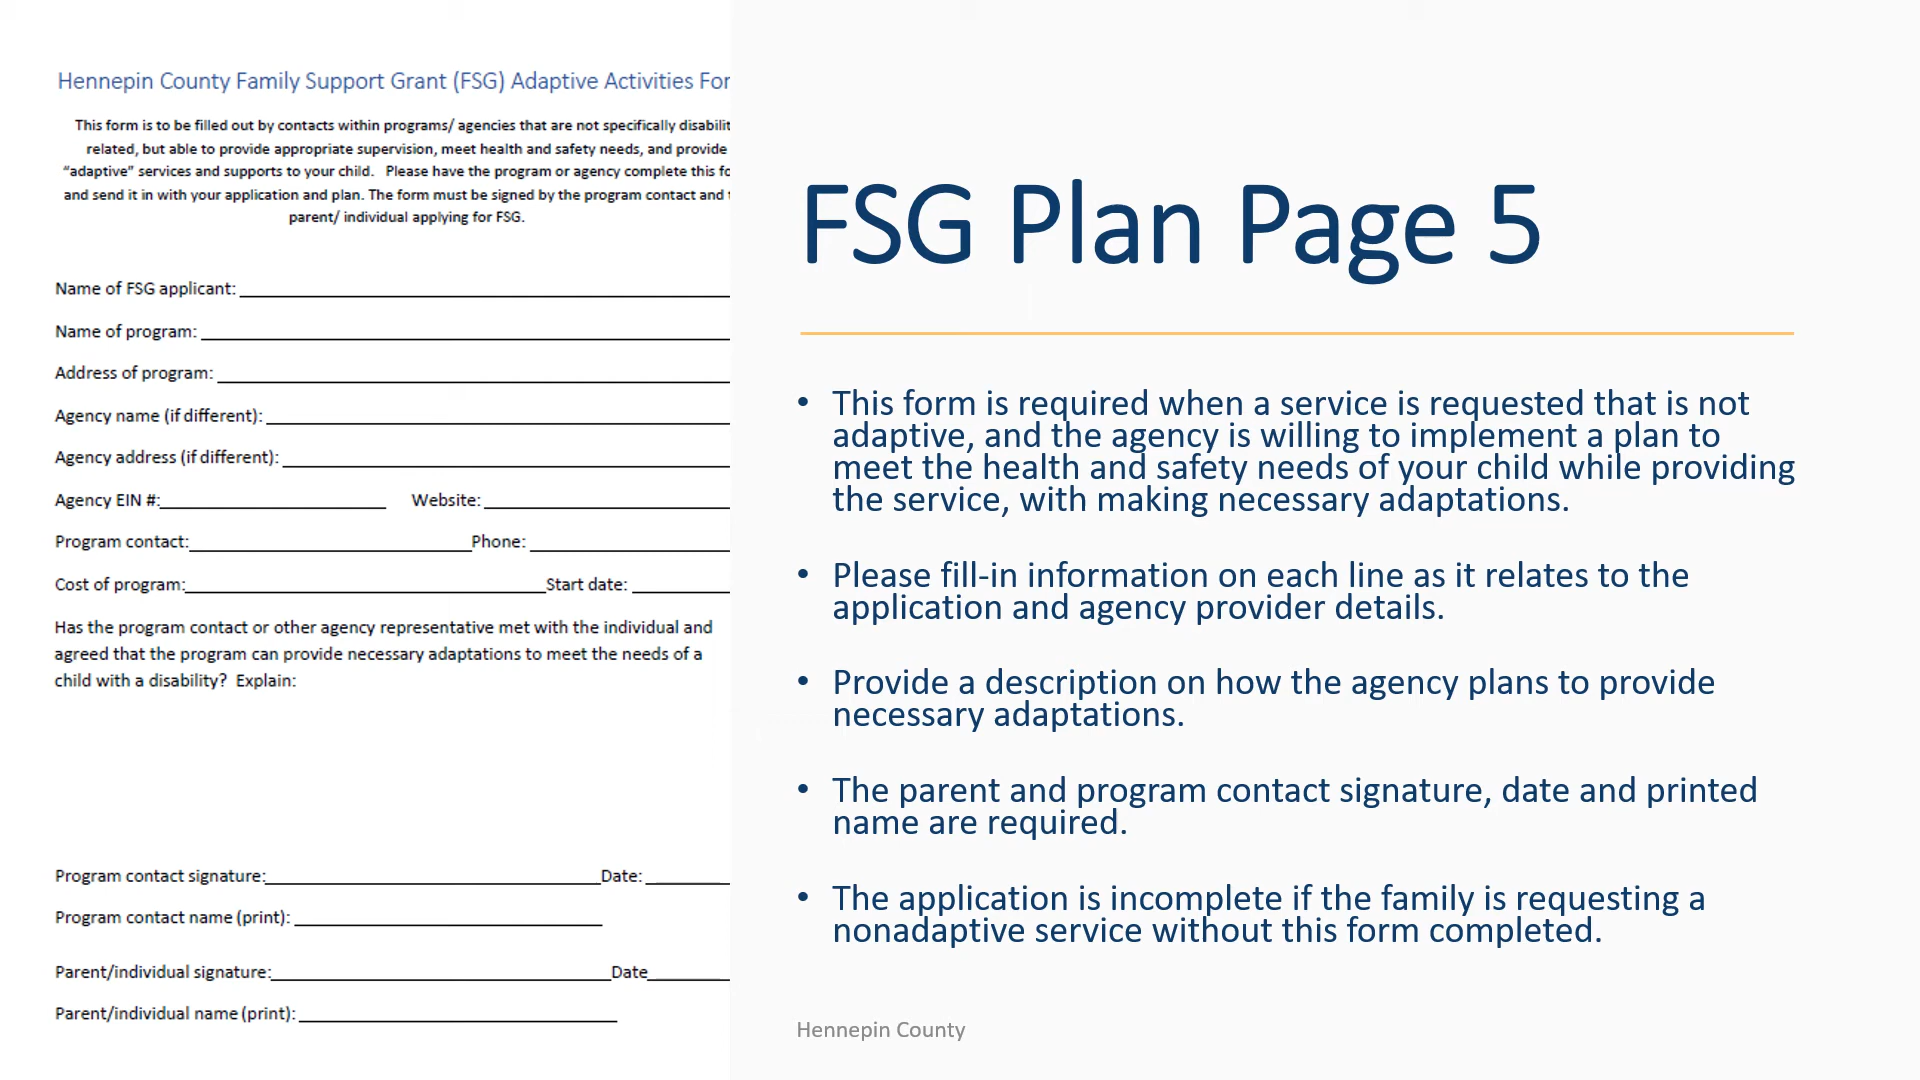 Hennepin County Family Support Grant (FSG) Adaptive Activities For
This form is to be filled out by contacts within programs/ agencies that are not specifically disabilit
related, but able to provide appropriate supervision, meet health and safety needs, and provide
“adaptive” services and supports to your child. Please have the program or agency complete this fo
and send it in with your application and plan. The form must be signed by the program contact and
parent/ individual applying for FSG.
Name of FSG applicant:
Name of program:
Address of program:
Agency name (if different):
Agency address (if different):
Agency EIN #: Website:
Program contact: Phone:
Cost of program: Start date:
Has the program contact or other agency representative met with the individual and
agreed that the program can provide necessary adaptations to meet the needs of a
child with a disability? Explain:
Program contact signature: Date:
Program contact name (print):
Parent/individual signature: Date
Parent/individual name (print):
FSG Plan Page 5
• This form is required when a service is requested that is not
adaptive, and the agency is willing to implement a plan to
meet the health and safety needs of your child while providing
the service, with making necessary adaptations.
• Please fill-in information on each line as it relates to the
application and agency provider details.
• Provide a description on how the agency plans to provide
necessary adaptations.
• The parent and program contact signature, date and printed
name are required.
• The application is incomplete if the family is requesting a
nonadaptive service without this form completed.
Hennepin County